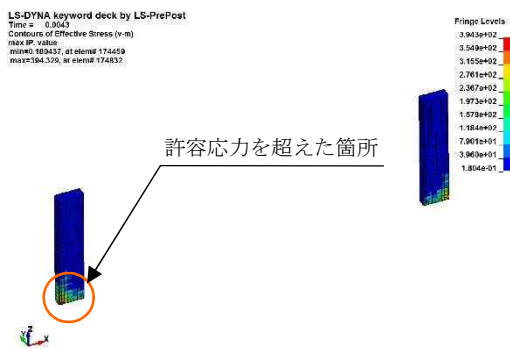 LS-DYNA keyword deck by LS-PrePost
Time = 0.0043
Contours of Effective Stress (v-m)
max IP. value
min=0.180437, at elem# 174459
max=394.329, at elem# 174832
Fringe Levels
3.943e+02
3.549e+02
3.155e+02
2.761e+02
2.367e+02
1.973e+02
1.578e+02
1.184e+02
7.901e+01
3.960e+01
1.804e-01
許容応力を超えた箇所
Z
Y
X